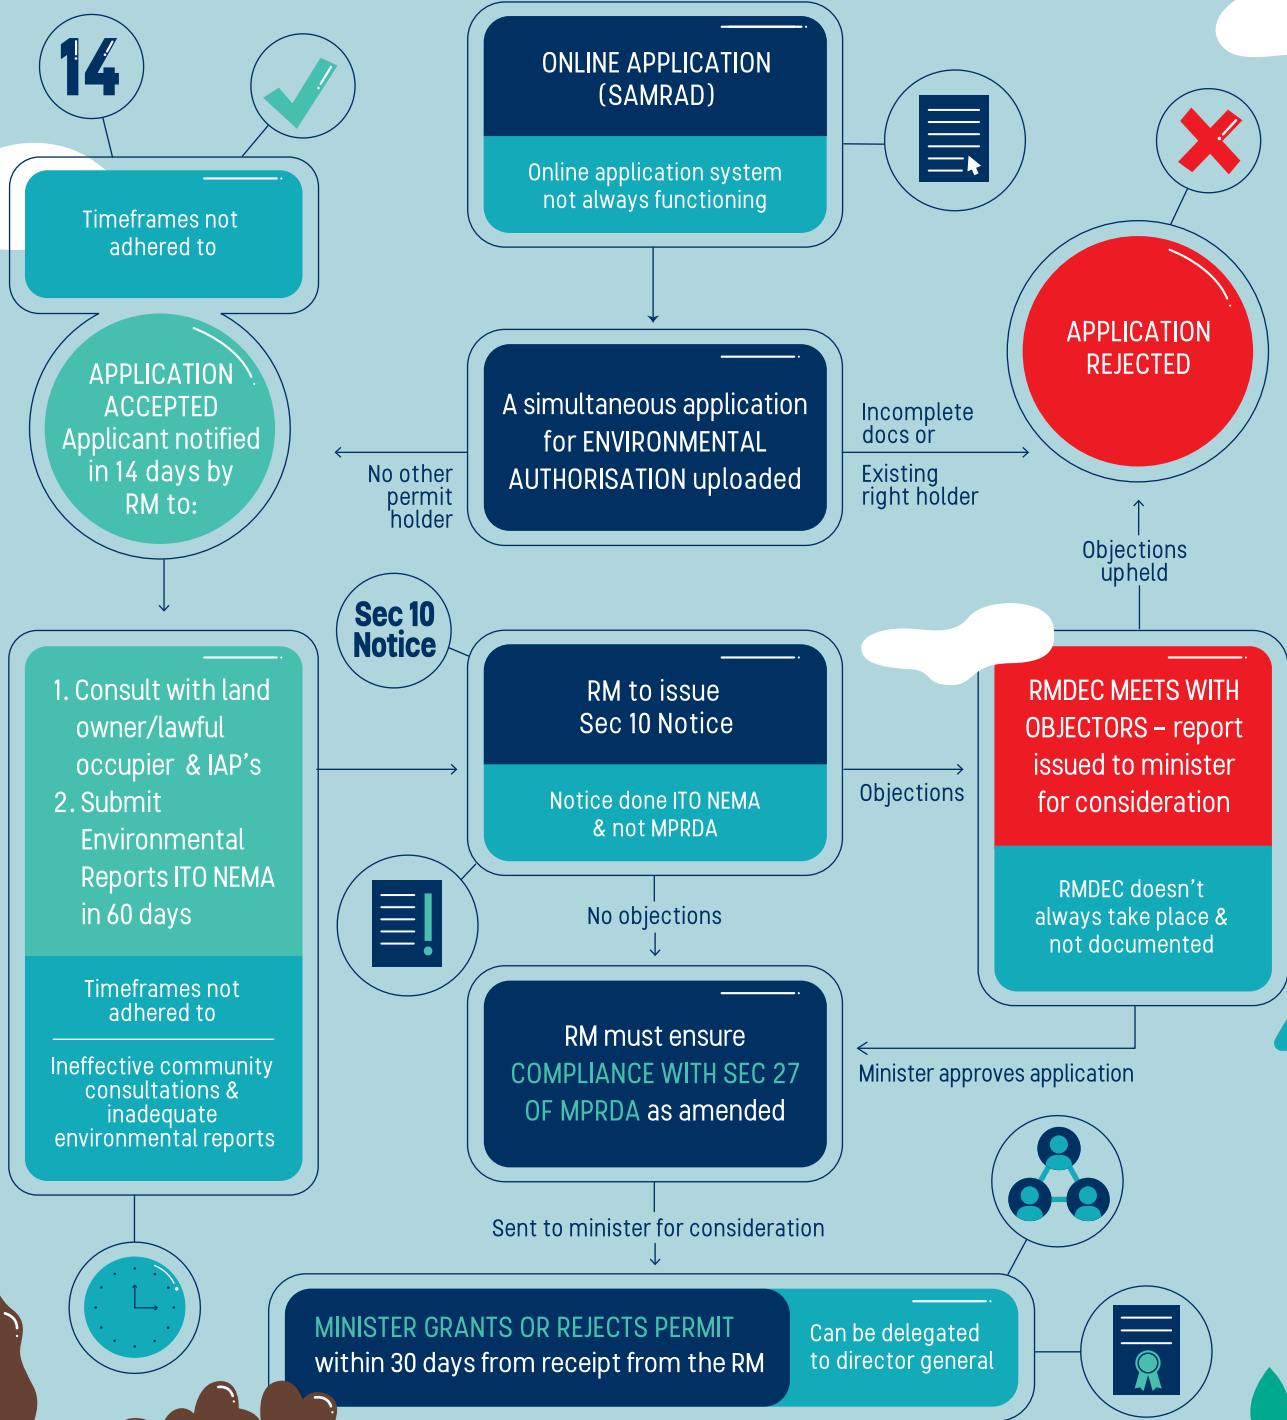 14
ONLINE APPLICATION
(SAMRAD)
Online application system
not always functioning
Timeframes not
adhered to
APPLICATION
ACCEPTED
Applicant notified
in 14 days by
RM to:
No other
permit
holder
A simultaneous application
for ENVIRONMENTAL
AUTHORISATION uploaded
Incomplete
docs or
Existing
right holder
APPLICATION
REJECTED
Objections
upheld
1. Consult with land
owner/lawful
occupier & IAP's
2. Submit
Environmental
Reports ITO NEMA
in 60 days
Timeframes not
adhered to
Ineffective community
consultations &
inadequate
environmental reports
Sec 10
Notice
RM to issue
Sec 10 Notice
Notice done ITO NEMA
& not MPRDA
Objections
RMDEC MEETS WITH
OBJECTORS – report
issued to minister
for consideration
RMDEC doesn't
always take place &
not documented
No objections
RM must ensure
COMPLIANCE WITH SEC 27
OF MPRDA as amended
Minister approves application
Sent to minister for consideration
MINISTER GRANTS OR REJECTS PERMIT
within 30 days from receipt from the RM
Can be delegated
to director general